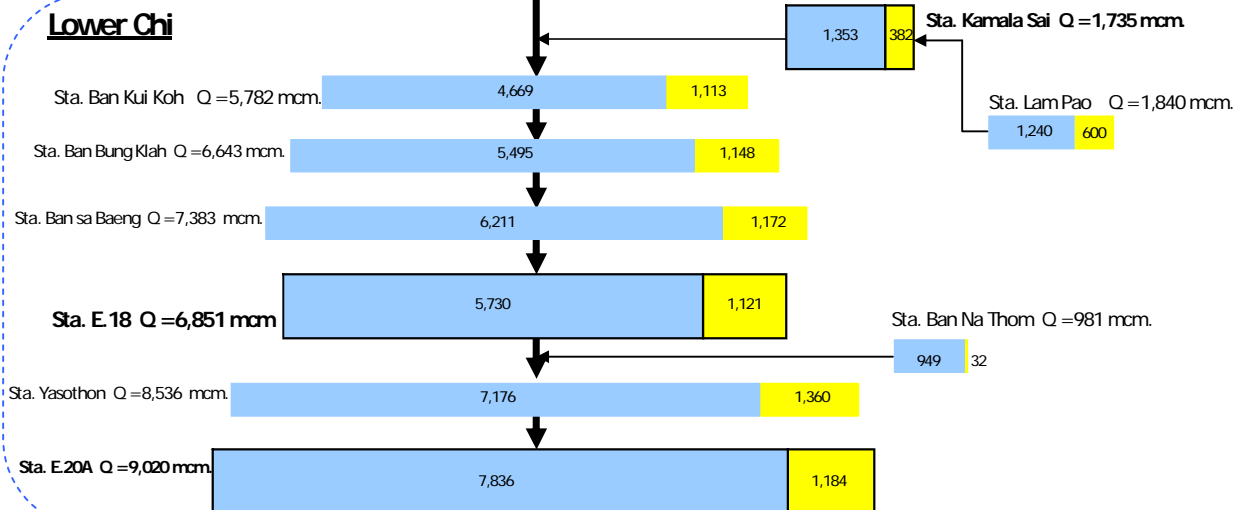 Lower Chi
Sta. Kamala Sai Q = 1,735 mcm.
1,353 382
Sta. Ban Kui Koh Q = 5,782 mcm.
4,669 1,113
Sta. Lam Pao Q = 1,840 mcm.
1,240 600
Sta. Ban Bung Klah Q = 6,643 mcm.
5,495 1,148
Sta. Ban sa Baeng Q = 7,383 mcm.
6,211 1,172
Sta. E.18 Q = 6,851 mcm
5,730 1,121
Sta. Ban Na Thom Q = 981 mcm.
949 32
Sta. Yasothon Q = 8,536 mcm.
7,176 1,360
Sta. E.20A Q = 9,020 mcm.
7,836 1,184